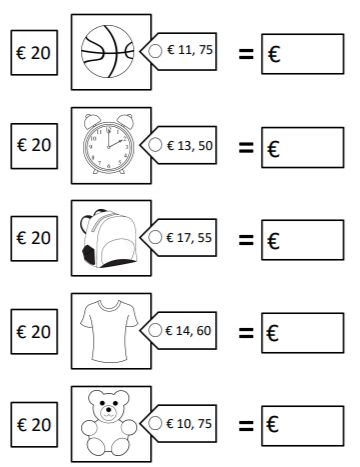 € 20 € 11, 75 = €
€ 20 € 13, 50 = €
€ 20 € 17, 55 = €
€ 20 € 14, 60 = €
€ 20 € 10, 75 = €